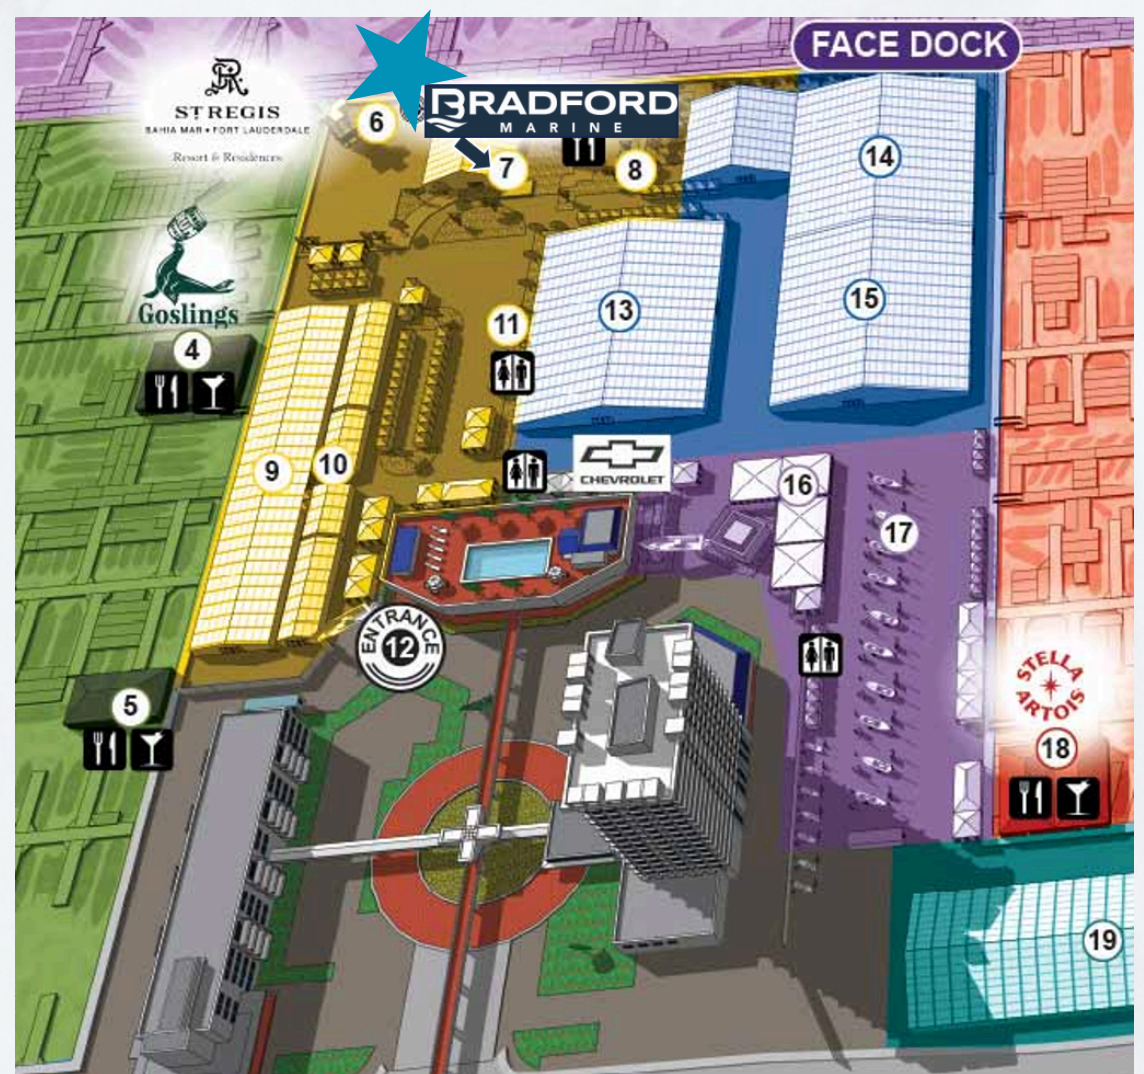 FACE DOCK
ST REGIS
BAHIA MAR • FORT LAUDERDALE
Resort & Residences
BRADFORD
MARINE
6
7
8
14
Goslings
4
13
15
11
CHEVROLET
9
10
16
17
ENTRANCE
12
STELLA
ARTOIS
5
18
19